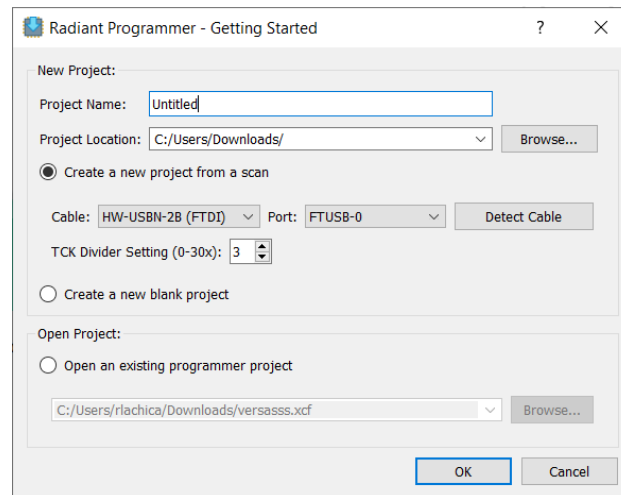 Radiant Programmer - Getting Started ?
New Project:
Project Name: Untitled
Project Location: C:/Users/Downloads/ Browse...
Create a new project from a scan
Cable: HW-USBN-2B (FTDI) Port: FTUSB-0 Detect Cable
TCK Divider Setting (0-30x): 3
Create a new blank project
Open Project:
Open an existing programmer project
C:/Users/rlachica/Downloads/versasss.xcf Browse...
OK Cancel